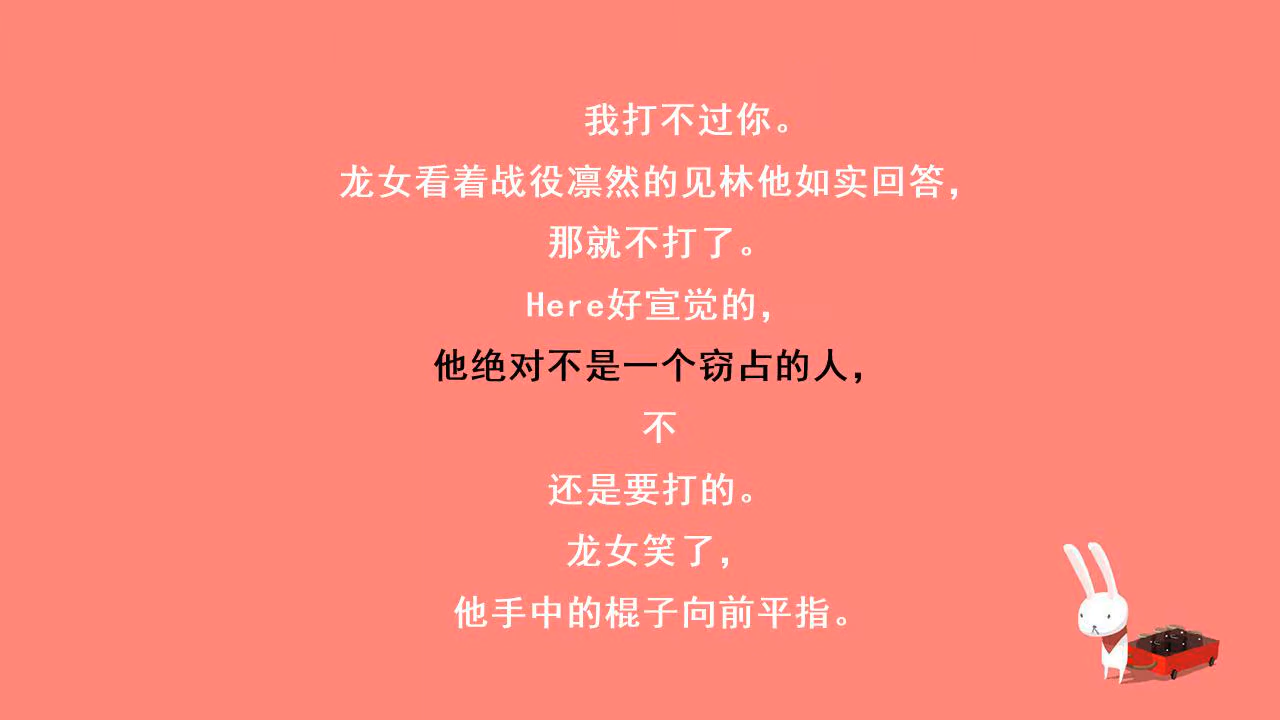 我打不过你。
龙女看着战役凛然的见林他如实回答，
那就不打了。
Here好宣觉的，
他绝对不是一个窃占的人，
不
还是要打的。
龙女笑了，
他手中的棍子向前平指。